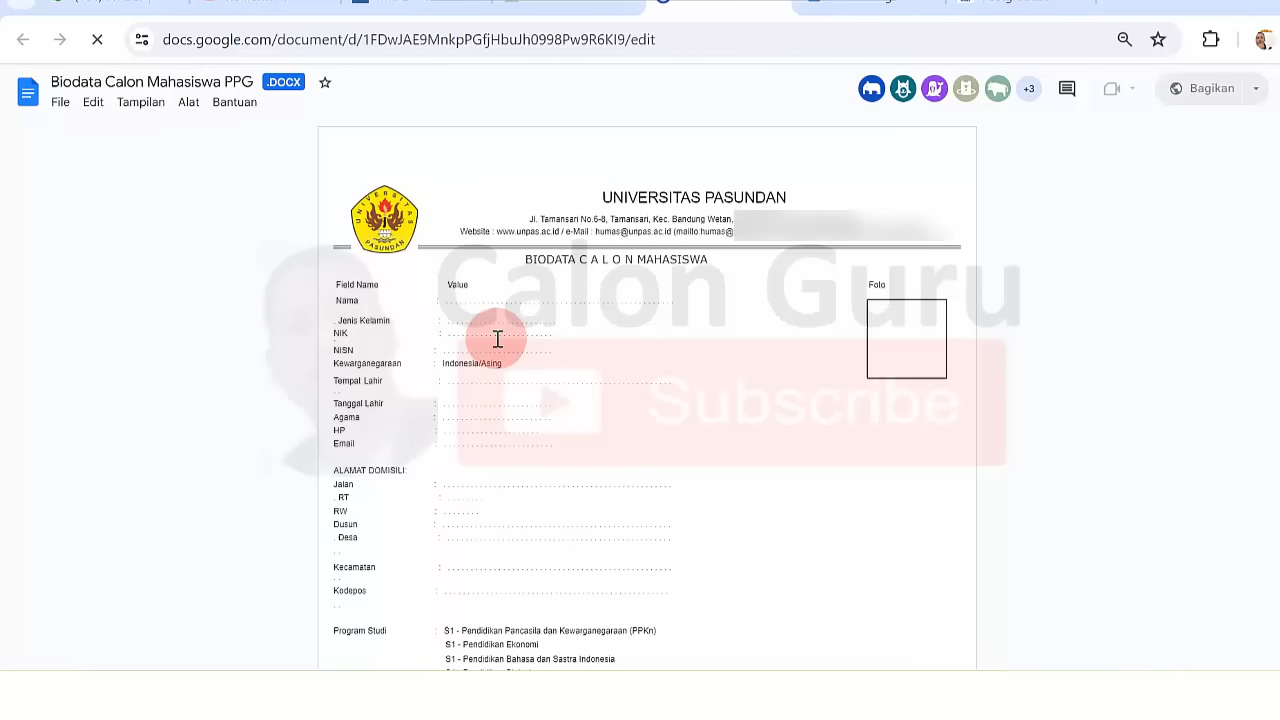 docs.google.com/document/d/1FDwJAE9MnkpPGfjHbuJh0998Pw9R6KI9/edit
Biodata Calon Mahasiswa PPG .DOCX
File Edit Tampilan Alat Bantuan
+3
Bagikan
UNIVERSITAS PASUNDAN
UNIVERSITAS PASUNDAN
Jl. Tamansari No.6-8, Tamansari, Kec. Bandung Wetan,
Website : www.unpas.ac.id / e-Mail : humas@unpas.ac.id (mailto:humas@
BIODATA C A L O N MAHASISWA
Calon Guru
Subscribe
Field Name Value Foto
Nama : . . . . . . . . . . . . . . . . . . . .
. Jenis Kelamin : . . . . . . . . . .
NIK : . . . . . . . . . .
NISN : . . . . . . . . . .
Kewarganegaraan : Indonesia/Asing
Tempat Lahir : . . . . . . . . . . . . . . . . . . . .
Tanggal Lahir : . . . . . . . . . .
Agama : . . . . . . . . . .
HP : . . . . . . . . . .
Email : . . . . . . . . . .
ALAMAT DOMISILI:
Jalan : . . . . . . . . . . . . . . . . . . . .
. RT : . . . . . .
RW : . . . . . .
Dusun : . . . . . . . . . . . . . . . . . . . .
. Desa : . . . . . . . . . . . . . . . . . . . .
Kecamatan : . . . . . . . . . . . . . . . . . . . .
Kodepos : . . . . . . . . . . . . . . . . . . . .
Program Studi : S1 - Pendidikan Pancasila dan Kewarganegaraan (PPKn)
S1 - Pendidikan Ekonomi
S1 - Pendidikan Bahasa dan Sastra Indonesia